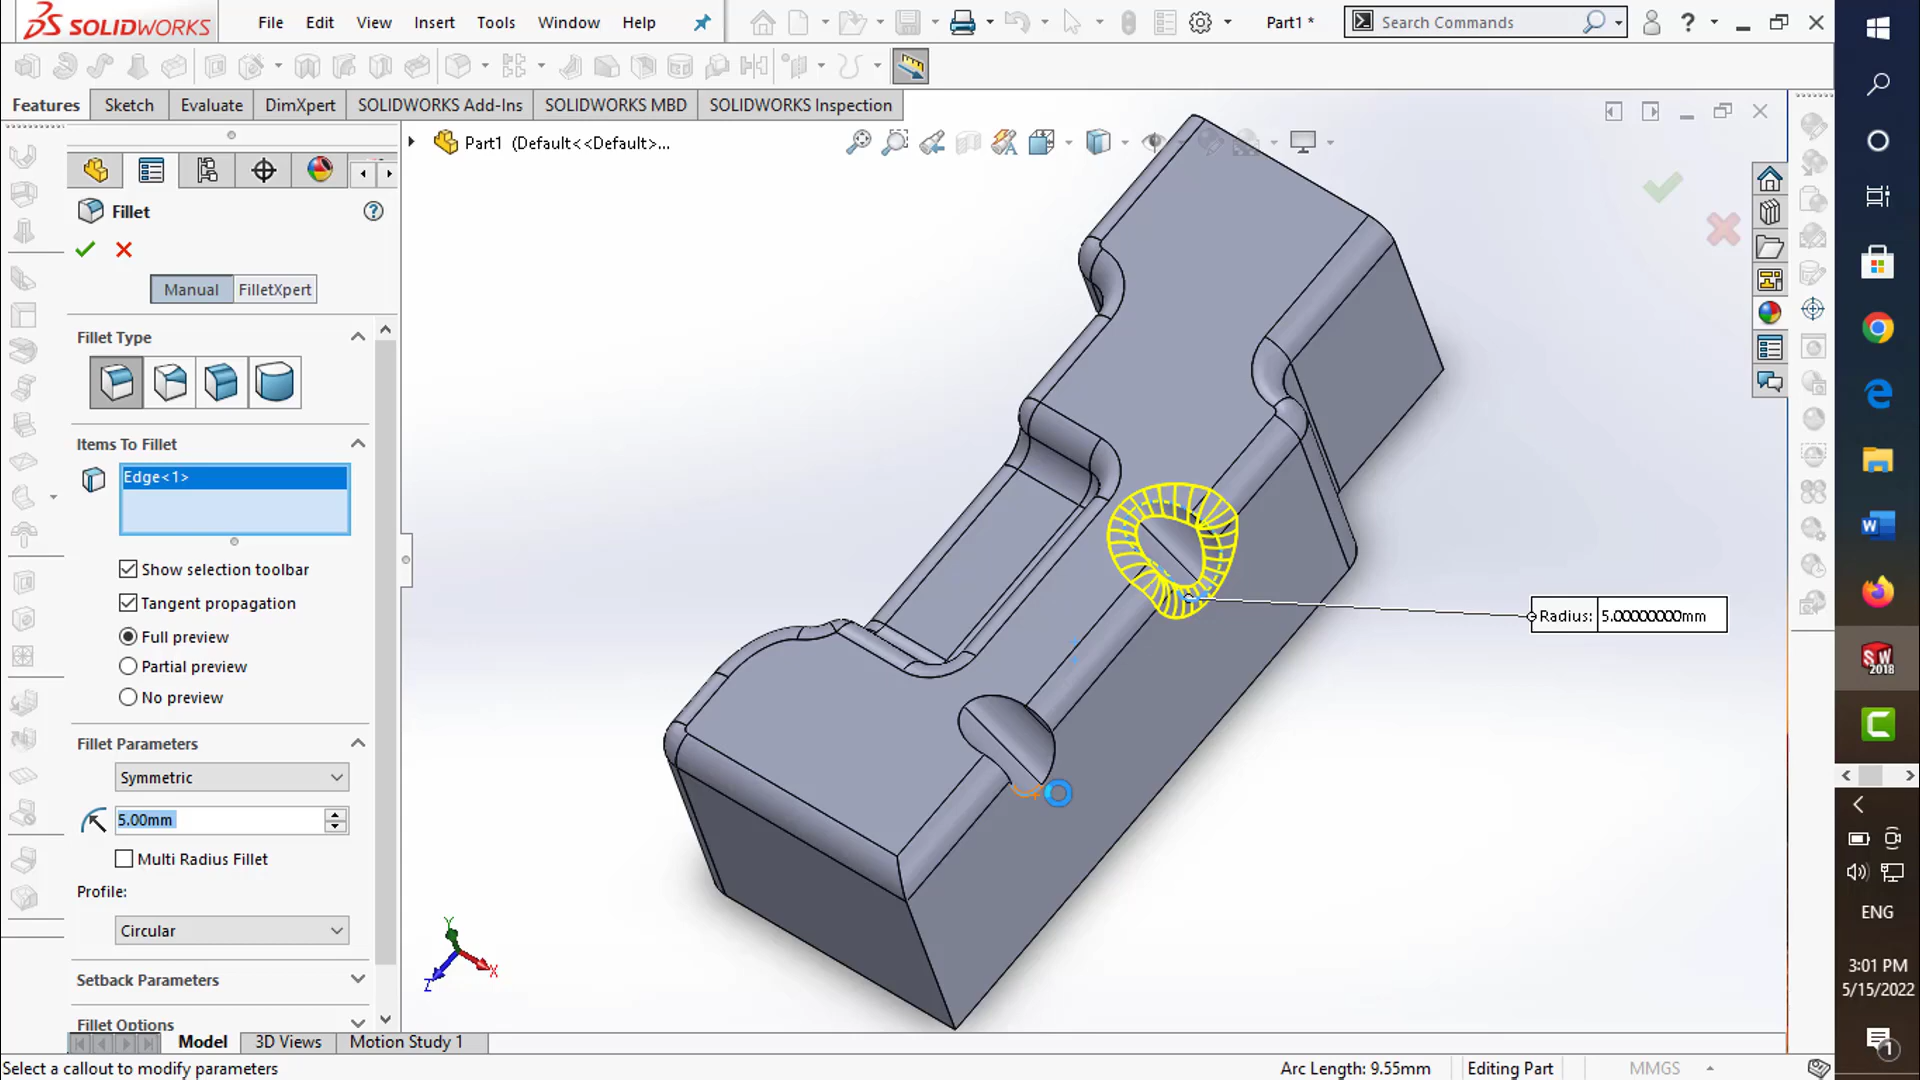 SOLIDWORKS File Edit View Insert Tools Window Help Part1 * Search Commands ?
Features Sketch Evaluate DimXpert SOLIDWORKS Add-Ins SOLIDWORKS MBD SOLIDWORKS Inspection
Part1 (Default<<Default>...
Fillet
Manual FilletXpert
Fillet Type
Items To Fillet
Edge<1>
Show selection toolbar
Tangent propagation
Full preview
Partial preview
No preview
Fillet Parameters
Symmetric
5.00mm
Multi Radius Fillet
Profile:
Circular
Setback Parameters
Fillet Options
Radius: 5.00000000mm
Y
X
Z
Model 3D Views Motion Study 1
Select a callout to modify parameters Arc Length: 9.55mm Editing Part MMGS
SW
2018
ENG
3:01 PM
5/15/2022
1